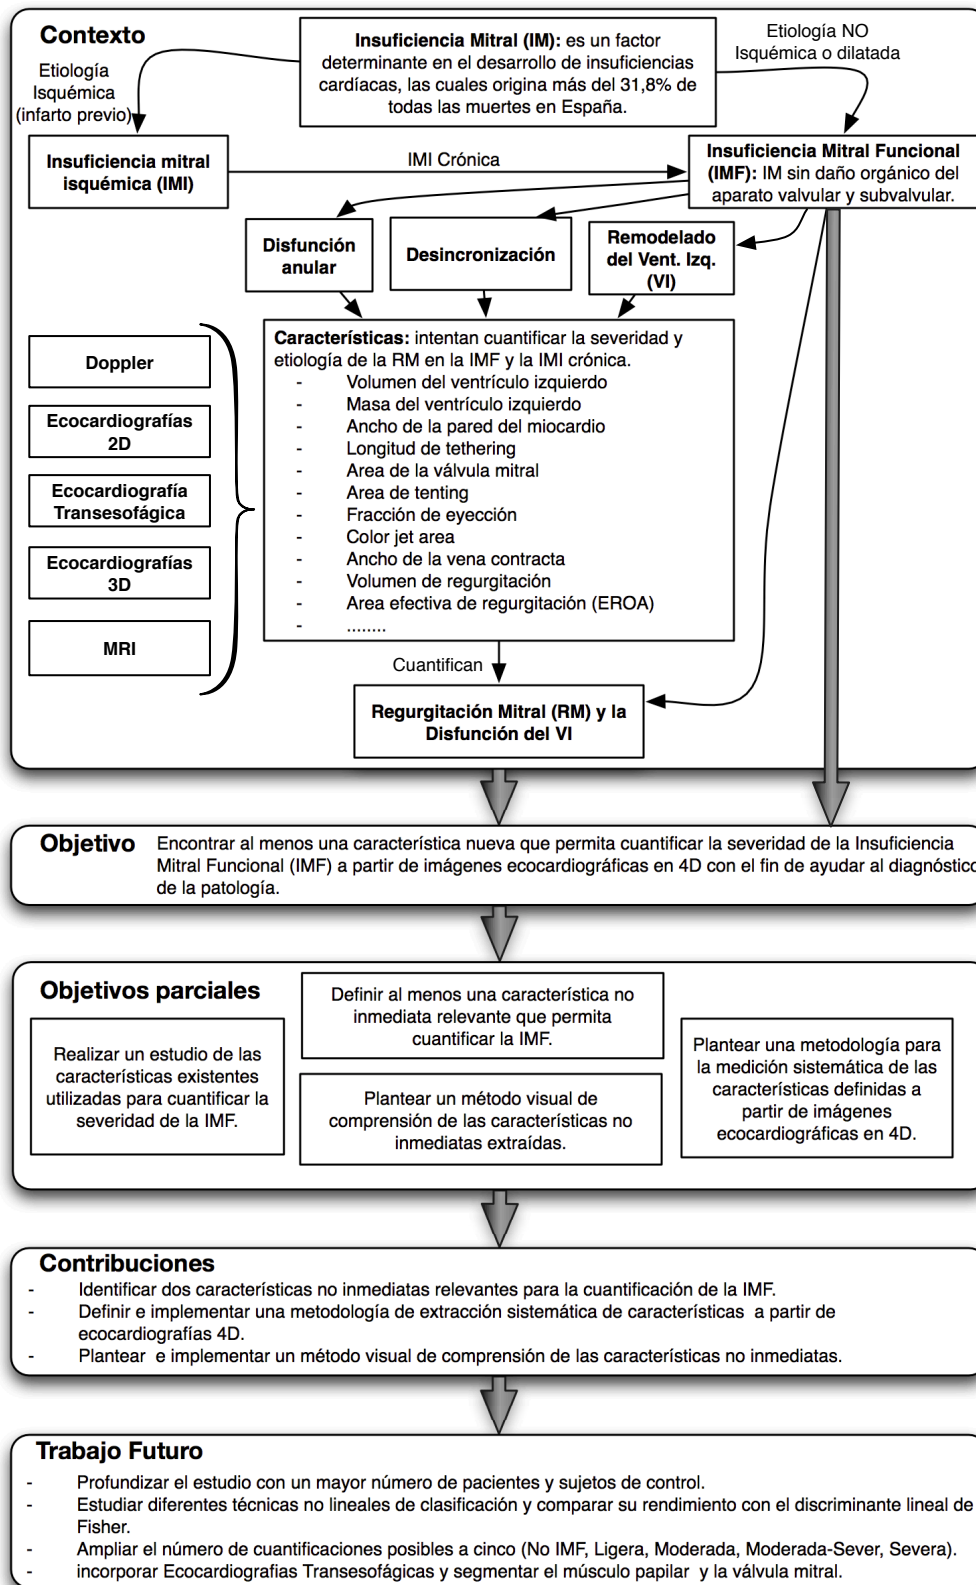 Contexto
Insuficiencia Mitral (IM): es un factor
determinante en el desarrollo de insuficiencias
cardíacas, las cuales origina más del 31,8% de
todas las muertes en España.
Etiología NO
Isquémica o dilatada
Etiología
Isquémica
(infarto previo)
Insuficiencia mitral
isquémica (IMI)
IMI Crónica
Insuficiencia Mitral Funcional
(IMF): IM sin daño orgánico del
aparato valvular y subvalvular.
Disfunción
anular
Desincronización
Remodelado
del Vent. Izq.
(VI)
Doppler
Ecocardiografías
2D
Ecocardiografía
Transesofágica
Ecocardiografías
3D
MRI
Características: intentan cuantificar la severidad y
etiología de la RM en la IMF y la IMI crónica.
- Volumen del ventrículo izquierdo
- Masa del ventrículo izquierdo
- Ancho de la pared del miocardio
- Longitud de tethering
- Area de la válvula mitral
- Area de tenting
- Fracción de eyección
- Color jet area
- Ancho de la vena contracta
- Volumen de regurgitación
- Area efectiva de regurgitación (EROA)
- ........
Cuantifican
Regurgitación Mitral (RM) y la
Disfunción del VI
Objetivo
Encontrar al menos una característica nueva que permita cuantificar la severidad de la Insuficiencia
Mitral Funcional (IMF) a partir de imágenes ecocardiográficas en 4D con el fin de ayudar al diagnóstico
de la patología.
Objetivos parciales
Realizar un estudio de las
características existentes
utilizadas para cuantificar la
severidad de la IMF.
Definir al menos una característica no
inmediata relevante que permita
cuantificar la IMF.
Plantear un método visual de
comprensión de las características no
inmediatas extraídas.
Plantear una metodología para
la medición sistemática de las
características definidas a
partir de imágenes
ecocardiográficas en 4D.
Contribuciones
- Identificar dos características no inmediatas relevantes para la cuantificación de la IMF.
- Definir e implementar una metodología de extracción sistemática de características a partir de
ecocardiografías 4D.
- Plantear e implementar un método visual de comprensión de las características no inmediatas.
Trabajo Futuro
- Profundizar el estudio con un mayor número de pacientes y sujetos de control.
- Estudiar diferentes técnicas no lineales de clasificación y comparar su rendimiento con el discriminante lineal de
Fisher.
- Ampliar el número de cuantificaciones posibles a cinco (No IMF, Ligera, Moderada, Moderada-Sever, Severa).
- incorporar Ecocardiografias Transesofágicas y segmentar el músculo papilar y la válvula mitral.